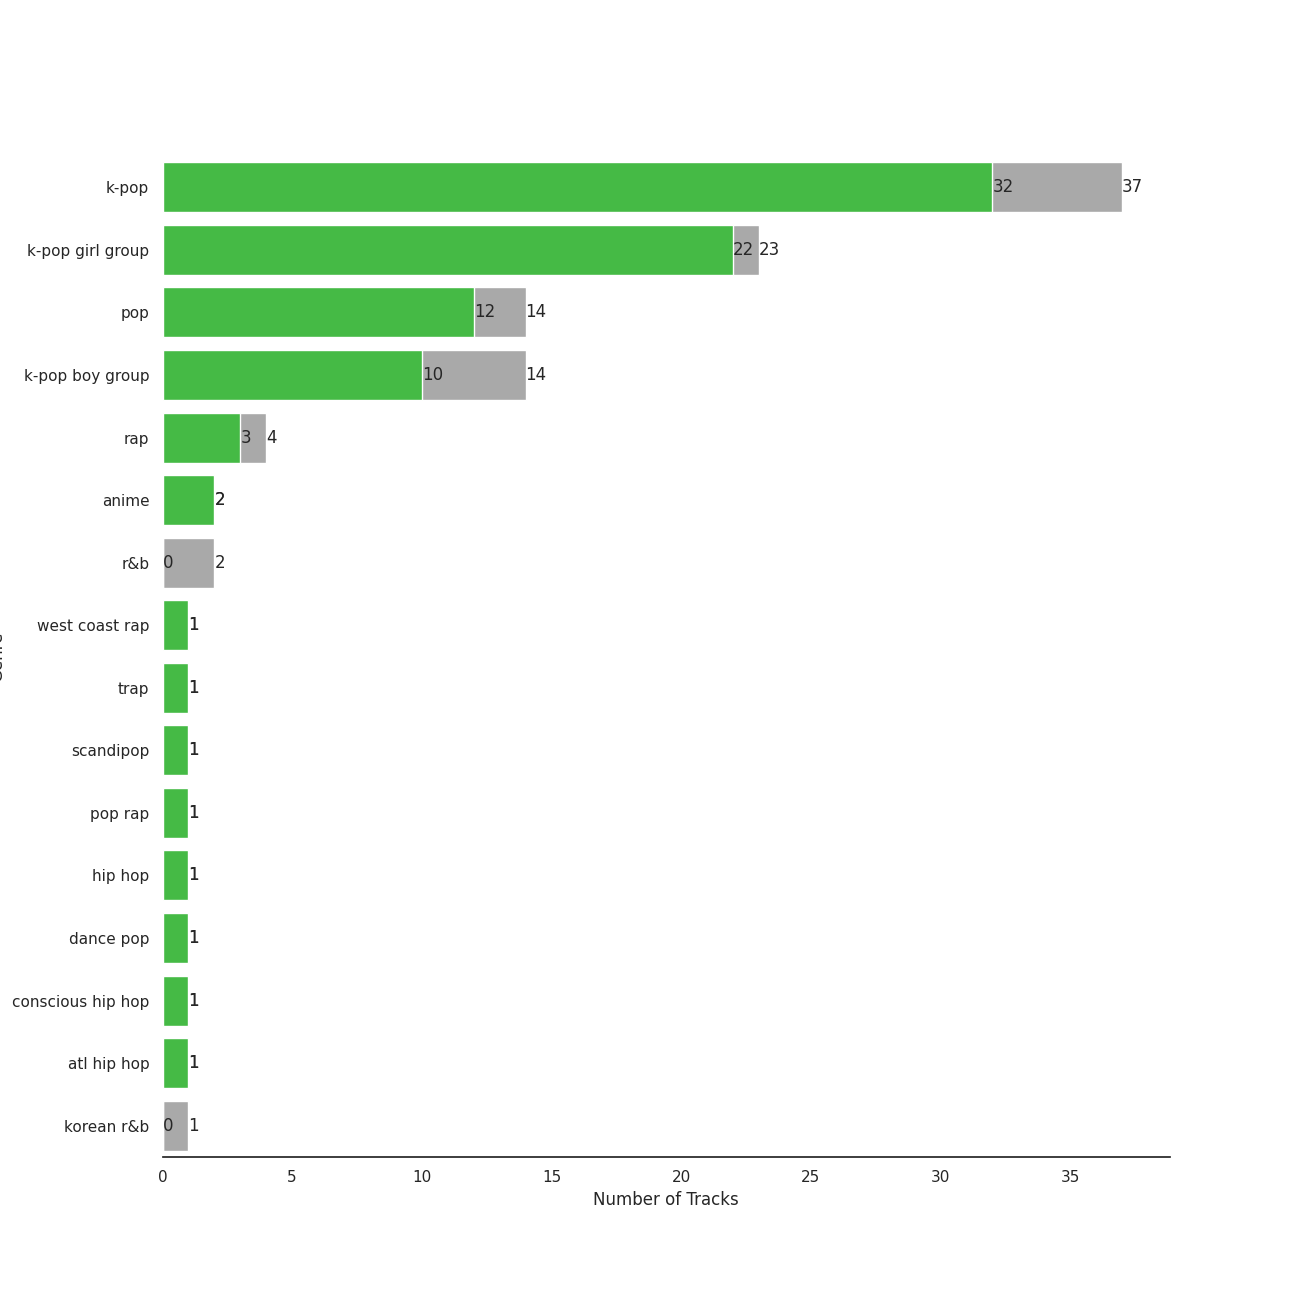 k-pop 32 37
k-pop girl group 22 23
pop 12 14
k-pop boy group 10 14
rap 3 4
anime 2
r&b 0 2
west coast rap 1
trap 1
scandipop 1
pop rap 1
hip hop 1
dance pop 1
conscious hip hop 1
atl hip hop 1
korean r&b 0 1
0 5 10 15 20 25 30 35
Number of Tracks